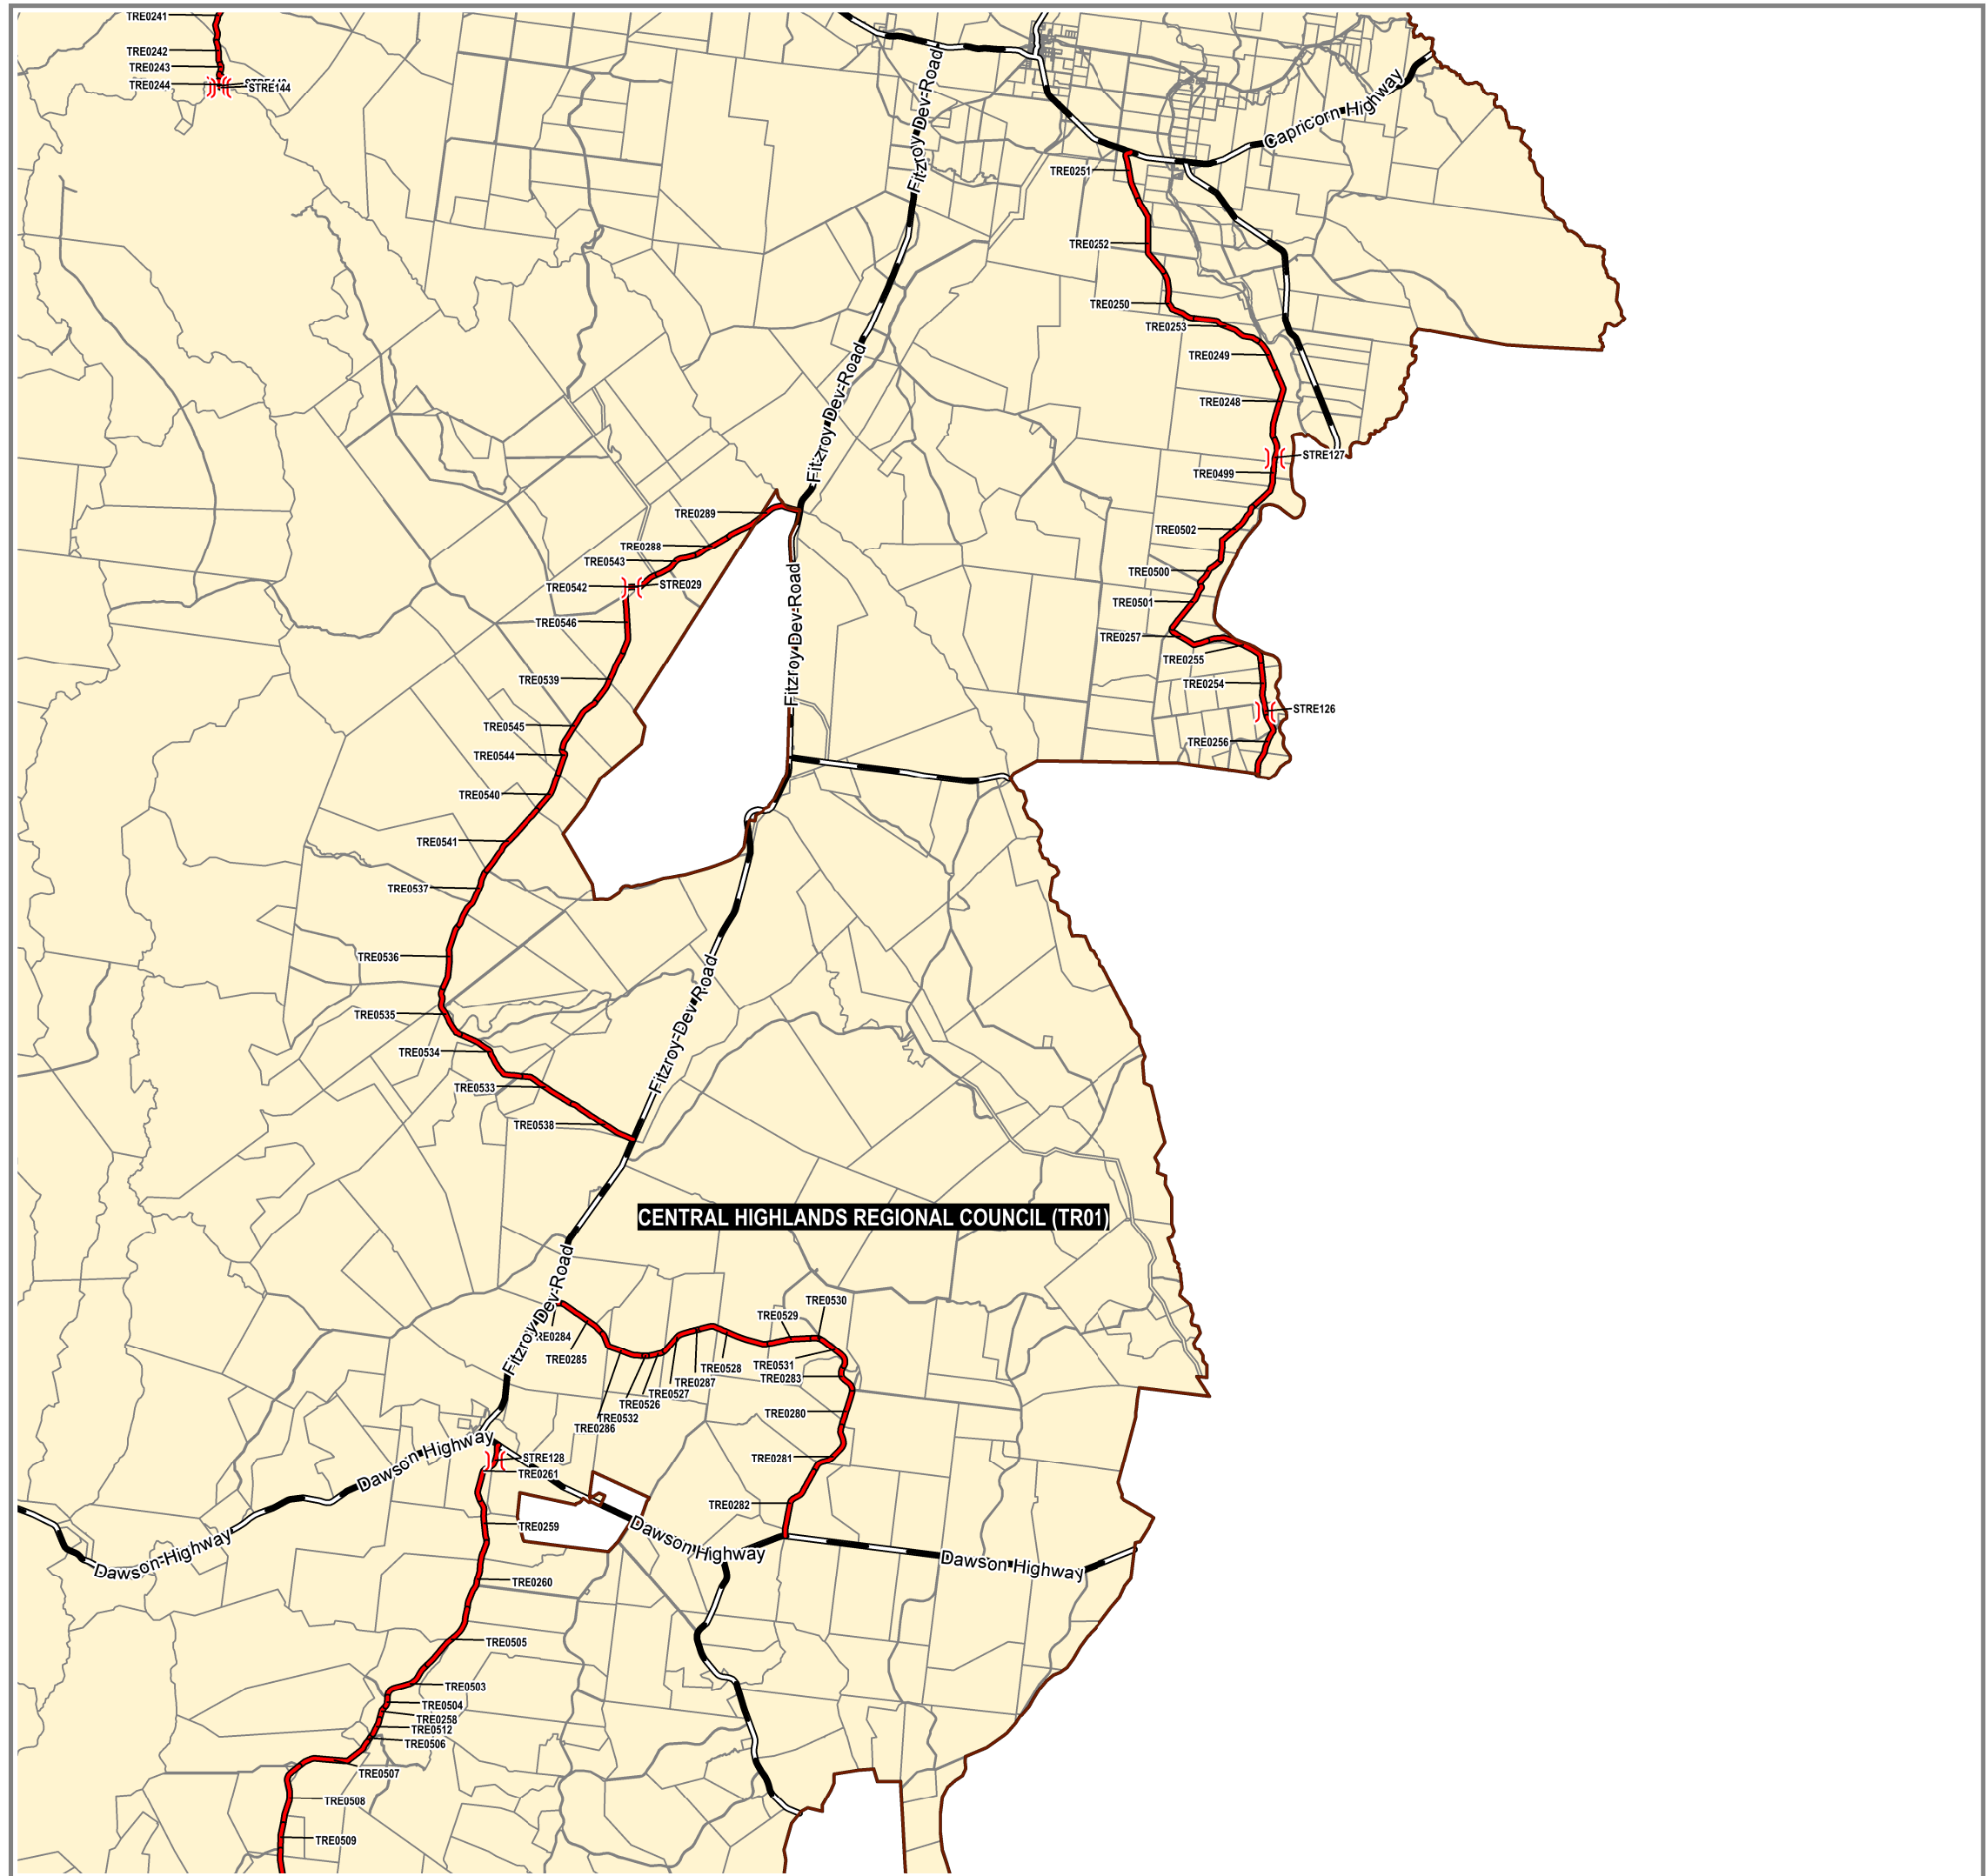 TRE0241
TRE0242
TRE0243
TRE0244
STRE144
Fitzroy-Dev-Road
Capricorn Highway
TRE0251
TRE0252
TRE0250
TRE0253
TRE0249
TRE0248
STRE127
TRE0499
Fitzroy-Dev-Road
TRE0289
TRE0502
TRE0288
TRE0543
TRE0500
TRE0542
STRE029
TRE0501
TRE0546
Fitzroy-Dev-Road
TRE0257
TRE0255
TRE0539
TRE0254
STRE126
TRE0545
TRE0544
TRE0256
TRE0540
TRE0541
TRE0537
TRE0536
TRE0535
Fitzroy-Dev-Road
TRE0534
TRE0533
TRE0538
CENTRAL HIGHLANDS REGIONAL COUNCIL (TR01)
Fitzroy-Dev-Road
TRE0530
TRE0529
TRE0284
TRE0285
TRE0528
TRE0531
TRE0283
TRE0287
TRE0527
TRE0526
TRE0532
TRE0286
TRE0280
Dawson Highway
STRE128
TRE0281
TRE0261
TRE0282
TRE0259
Dawson Highway
Dawson-Highway
Dawson Highway
TRE0260
TRE0505
TRE0503
TRE0504
TRE0258
TRE0512
TRE0506
TRE0507
TRE0508
TRE0509